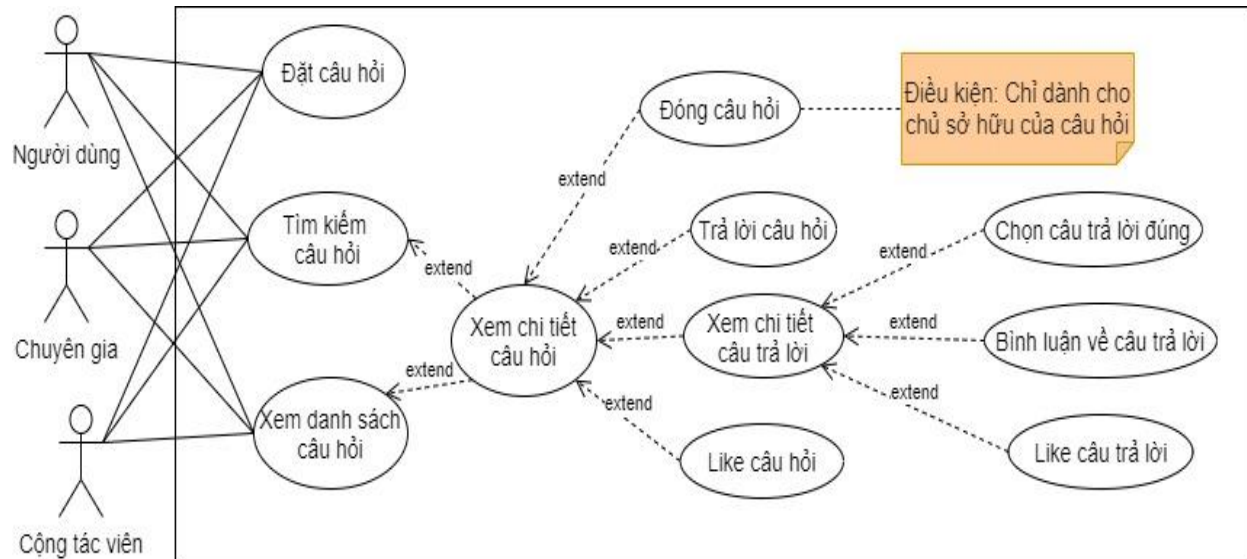 Người dùng
Chuyên gia
Cộng tác viên
Đặt câu hỏi
Tìm kiếm
câu hỏi
Xem danh sách
câu hỏi
extend
extend
Xem chi tiết
câu hỏi
Đóng câu hỏi
Điều kiện: Chỉ dành cho
chủ sở hữu của câu hỏi
extend
Trả lời câu hỏi
extend
extend
Xem chi tiết
câu trả lời
extend
Like câu hỏi
extend
Chọn câu trả lời đúng
extend
Bình luận về câu trả lời
extend
Like câu trả lời